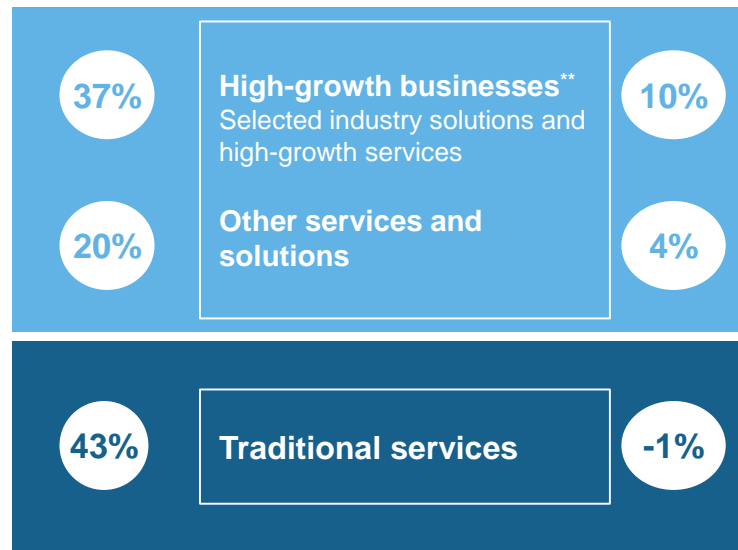 37%
High-growth businesses**
Selected industry solutions and
high-growth services
10%
20%
Other services and
solutions
4%
43%
Traditional services
-1%